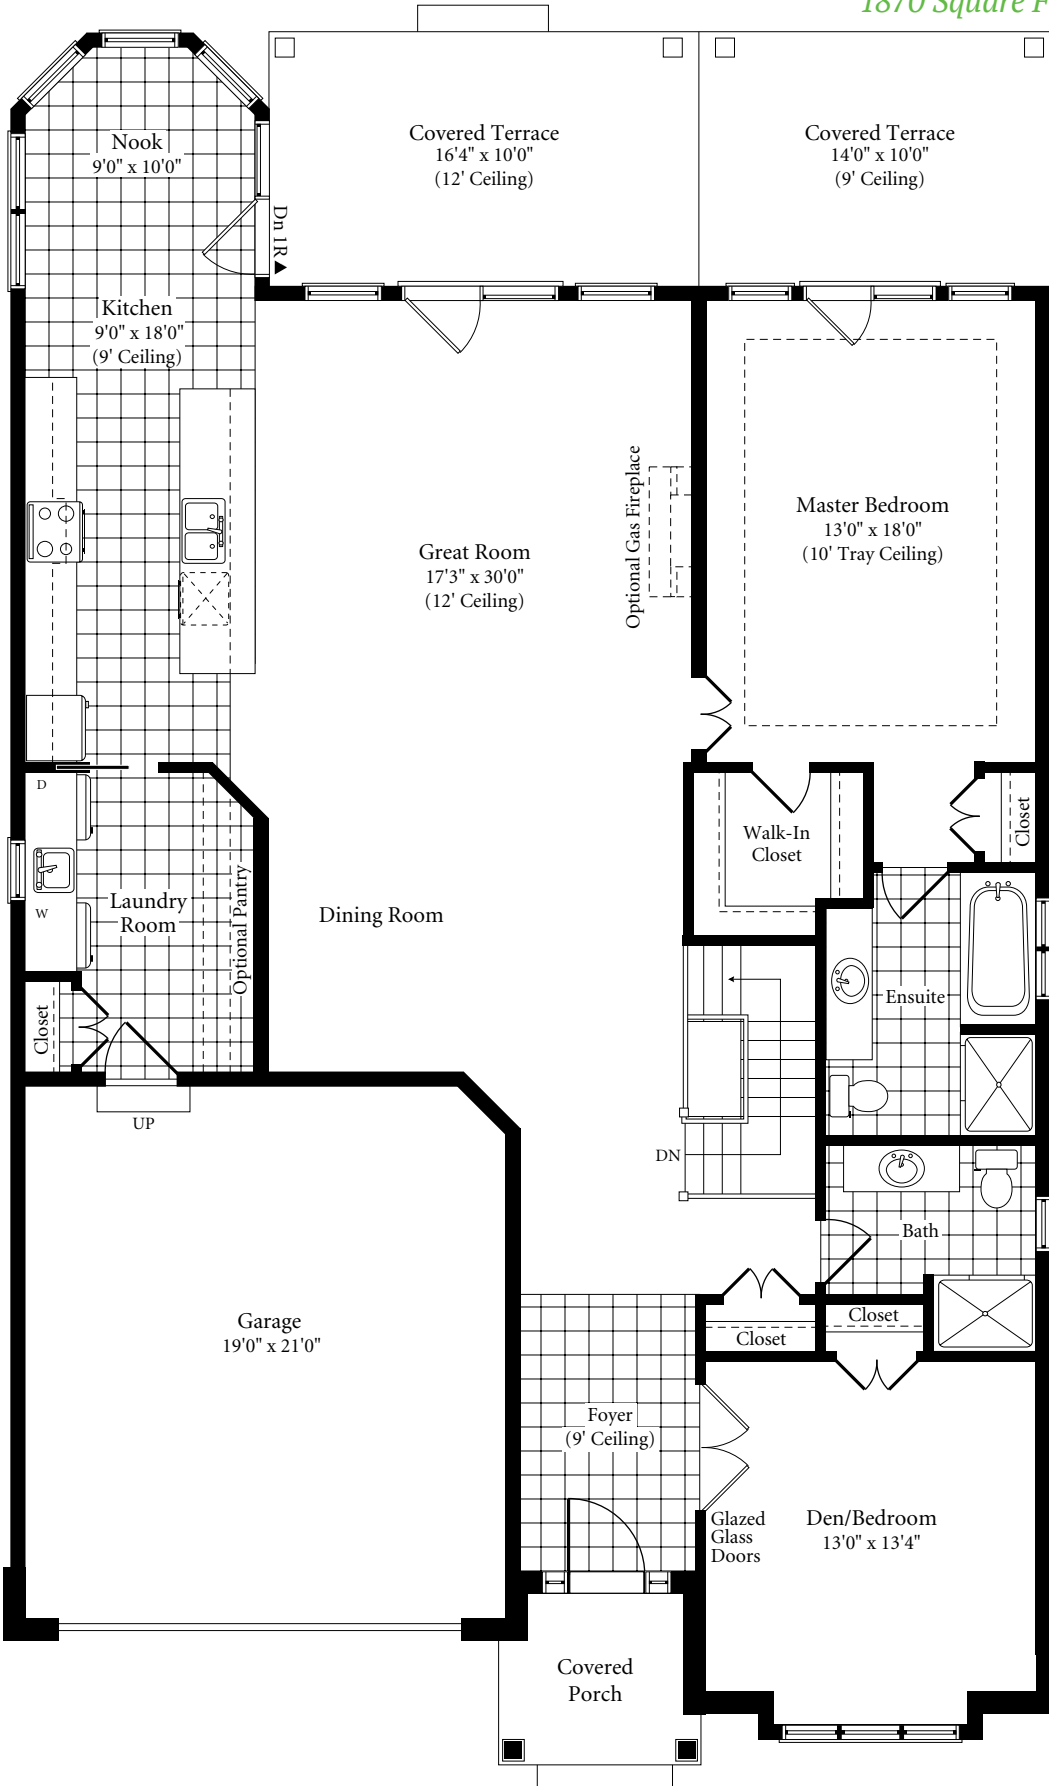 1870 Square F
Nook
9'0" x 10'0"
Covered Terrace
16'4" x 10'0"
(12' Ceiling)
Covered Terrace
14'0" x 10'0"
(9' Ceiling)
Dn 1R
Kitchen
9'0" x 18'0"
(9' Ceiling)
Great Room
17'3" x 30'0"
(12' Ceiling)
Optional Gas Fireplace
Master Bedroom
13'0" x 18'0"
(10' Tray Ceiling)
D
W
Laundry
Room
Optional Pantry
Closet
Dining Room
Walk-In
Closet
Closet
Ensuite
UP
DN
Bath
Garage
19'0" x 21'0"
Closet
Closet
Foyer
(9' Ceiling)
Glazed
Glass
Doors
Den/Bedroom
13'0" x 13'4"
Covered
Porch